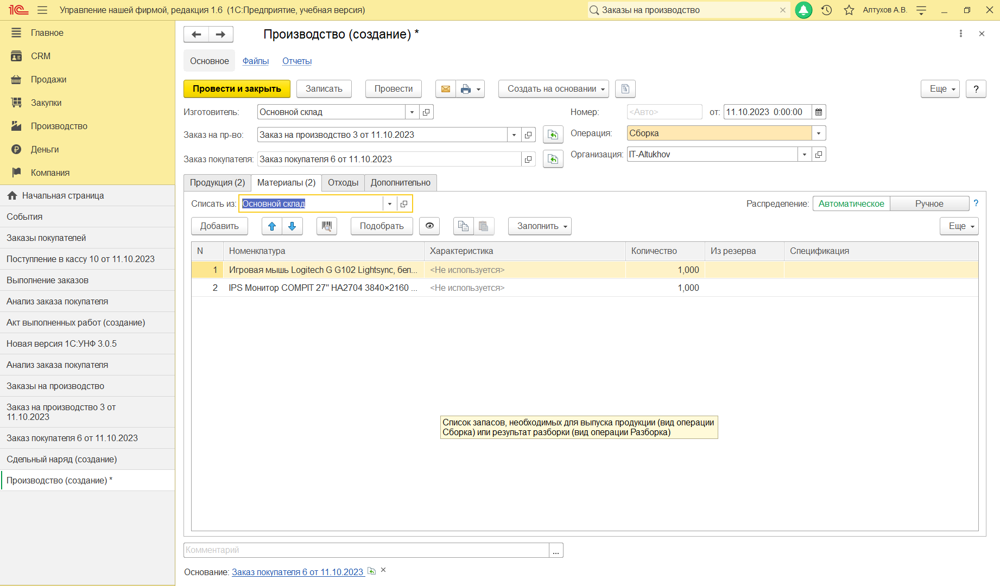 1С Управление нашей фирмой, редакция 1.6 (1С:Предприятие, учебная версия) Заказы на производство Алтухов А.В.
Главное
CRM
Продажи
Закупки
Производство
Деньги
Компания
Начальная страница
События
Заказы покупателей
Поступление в кассу 10 от 11.10.2023
Выполнение заказов
Анализ заказа покупателя
Акт выполненных работ (создание)
Новая версия 1С:УНФ 3.0.5
Анализ заказа покупателя
Заказы на производство
Заказ на производство 3 от
11.10.2023
Заказ покупателя 6 от 11.10.2023
Сдельный наряд (создание)
Производство (создание) *
Производство (создание) *
Основное Файлы Отчеты
Провести и закрыть Записать Провести Создать на основании Еще ?
Изготовитель: Основной склад Номер: <Авто> от: 11.10.2023 0:00:00
Заказ на пр-во: Заказ на производство 3 от 11.10.2023 Операция: Сборка
Заказ покупателя: Заказ покупателя 6 от 11.10.2023 Организация: IT-Altukhov
Продукция (2) Материалы (2) Отходы Дополнительно
Списать из: Основной склад Распределение: Автоматическое Ручное ?
Добавить Подобрать Заполнить Еще
N Номенклатура Характеристика Количество Из резерва Спецификация
1 Игровая мышь Logitech G G102 Lightsync, бел... <Не используется> 1,000
2 IPS Монитор COMPIT 27" HA2704 3840×2160 ... <Не используется> 1,000
Список запасов, необходимых для выпуска продукции (вид операции
Сборка) или результат разборки (вид операции Разборка)
Комментарий ...
Основание: Заказ покупателя 6 от 11.10.2023